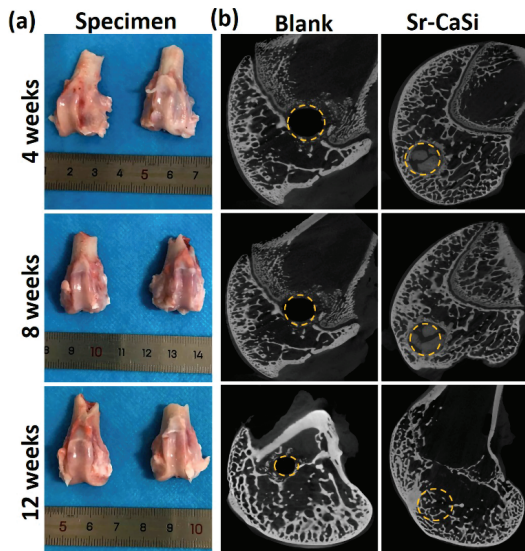 (a) Specimen (b) Blank Sr-CaSi
4 weeks
2 3 4 5 6 7
8 weeks
9 10 11 12 13 14
12 weeks
5 6 7 8 9 10